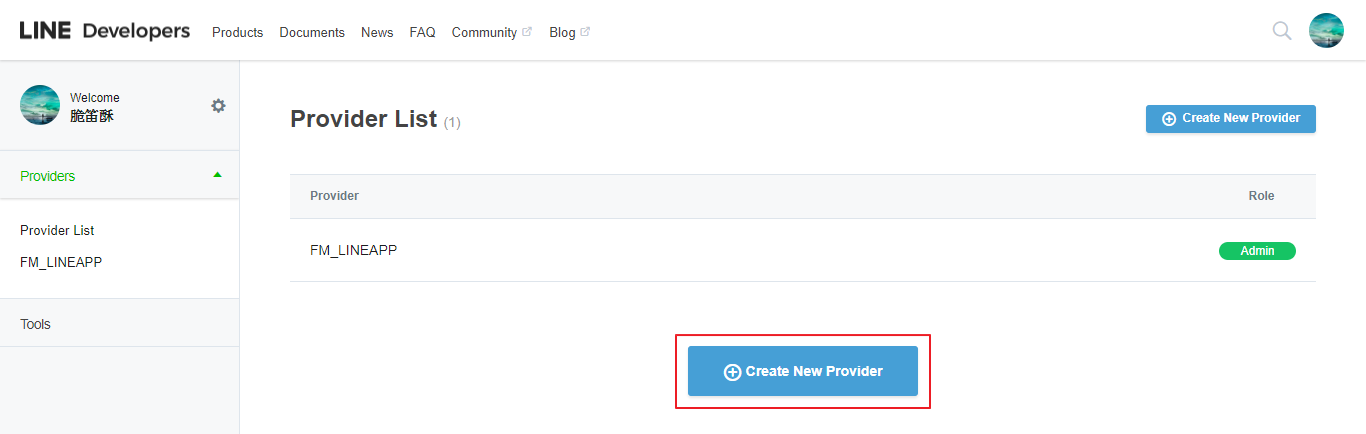 LINE Developers Products Documents News FAQ Community Blog
Welcome
脆笛酥
Provider List (1)
Create New Provider
Providers
Provider Role
Provider List
FM_LINEAPP Admin
FM_LINEAPP
Tools
Create New Provider